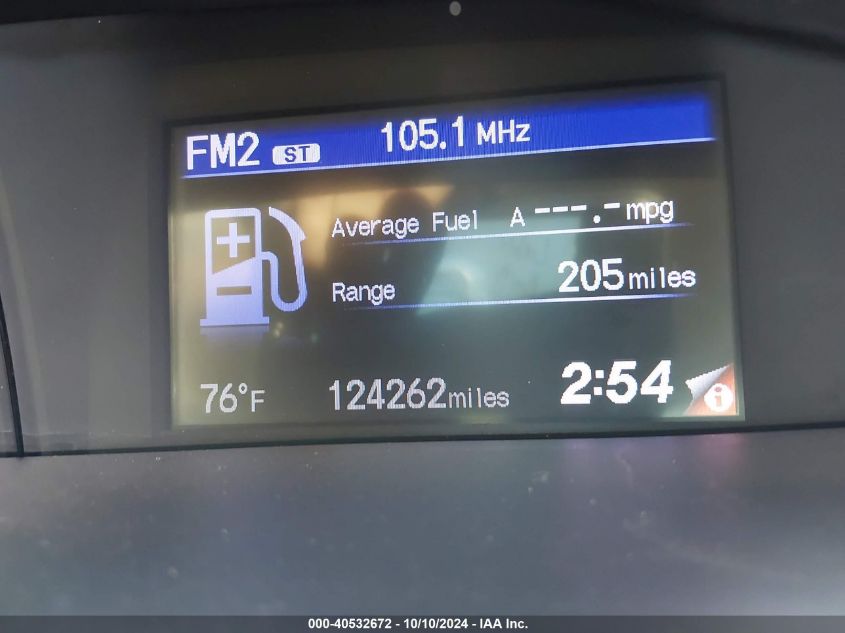 FM2 ST 105.1 MHz
Average Fuel A ---.- mpg
Range 205 miles
76°F 124262 miles 2:54 i
000-40532672 - 10/10/2024 - IAA Inc.